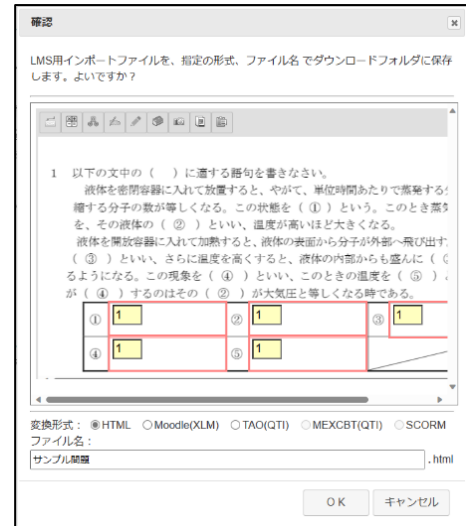 確認
LMS用インポートファイルを、指定の形式、ファイル名 でダウンロードフォルダに保存
します。よいですか？
1 以下の文中の（ ）に適する語句を書きなさい。
液体を密閉容器に入れて放置すると、やがて、単位時間あたりで蒸発する
縮する分子の数が等しくなる。この状態を（ ① ）という。このとき蒸気
を、その液体の（ ② ）といい、温度が高いほど大きくなる。
液体を開放容器に入れて加熱すると、液体の表面から分子が外部へ飛び出す
（ ③ ）といい、さらに温度を高くすると、液体の内部からも盛んに（
るようになる。この現象を（ ④ ）といい、このときの温度を（ ⑤ ）
が（ ④ ）するのはその（ ② ）が大気圧と等しくなる時である。
① 1 ② 1 ③ 1
④ 1 ⑤ 1
変換形式： HTML Moodle(XLM) TAO(QTI) MEXCBT(QTI) SCORM
ファイル名：
サンプル問題 .html
OK キャンセル